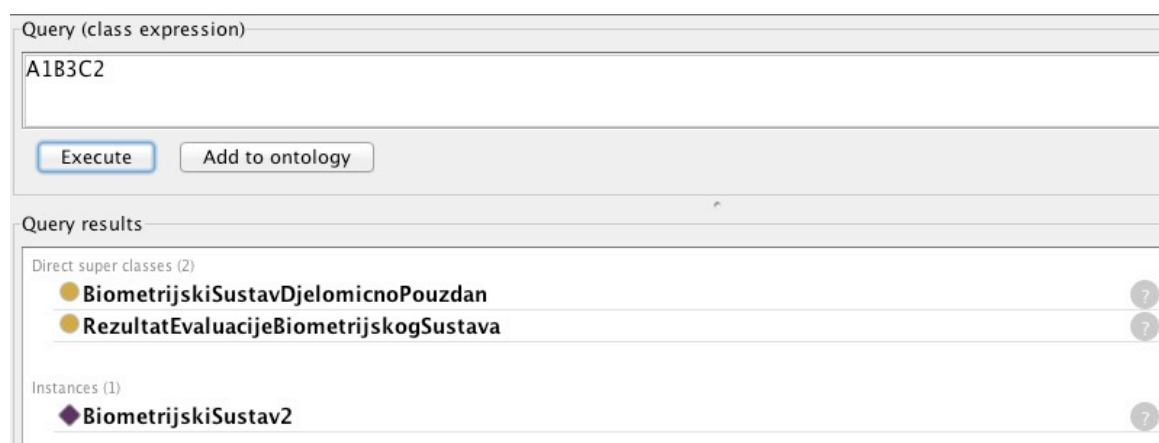 Query (class expression)
A1B3C2
Execute
Add to ontology
Query results
Direct super classes (2)
BiometrijskiSustavDjelomicnoPouzdan
?
RezultatEvaluacijeBiometrijskogSustava
?
Instances (1)
BiometrijskiSustav2
?